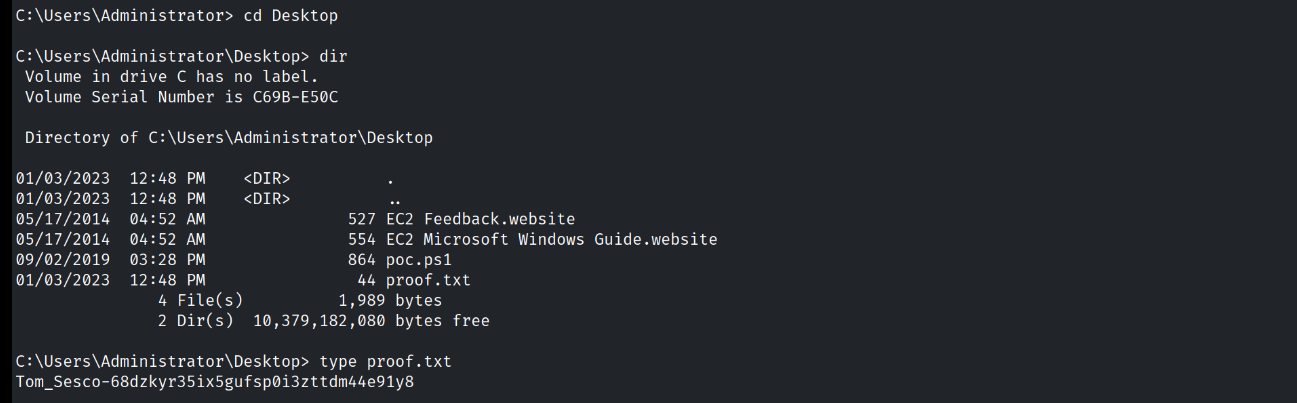 C:\Users\Administrator> cd Desktop
C:\Users\Administrator\Desktop> dir
Volume in drive C has no label.
Volume Serial Number is C69B-E50C
Directory of C:\Users\Administrator\Desktop
01/03/2023  12:48 PM    <DIR>          .
01/03/2023  12:48 PM    <DIR>          ..
05/17/2014  04:52 AM               527 EC2 Feedback.website
05/17/2014  04:52 AM               554 EC2 Microsoft Windows Guide.website
09/02/2019  03:28 PM               864 poc.ps1
01/03/2023  12:48 PM                44 proof.txt
               4 File(s)          1,989 bytes
               2 Dir(s)  10,379,182,080 bytes free
C:\Users\Administrator\Desktop> type proof.txt
Tom_Sesco-68dzkyr35ix5gufsp0i3zttdm44e91y8